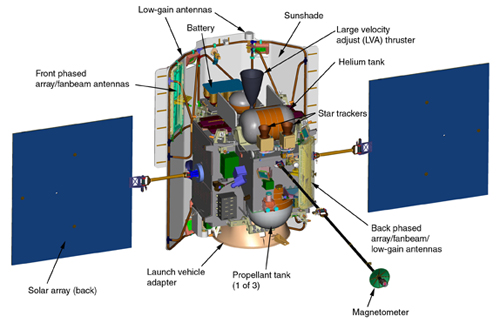 Low-gain antennas
Sunshade
Battery
Large velocity
adjust (LVA) thruster
Helium tank
Front phased
array/fanbeam antennas
Star trackers
Back phased
array/fanbeam/
low-gain antennas
Launch vehicle
adapter
Propellant tank
(1 of 3)
Solar array (back)
Magnetometer